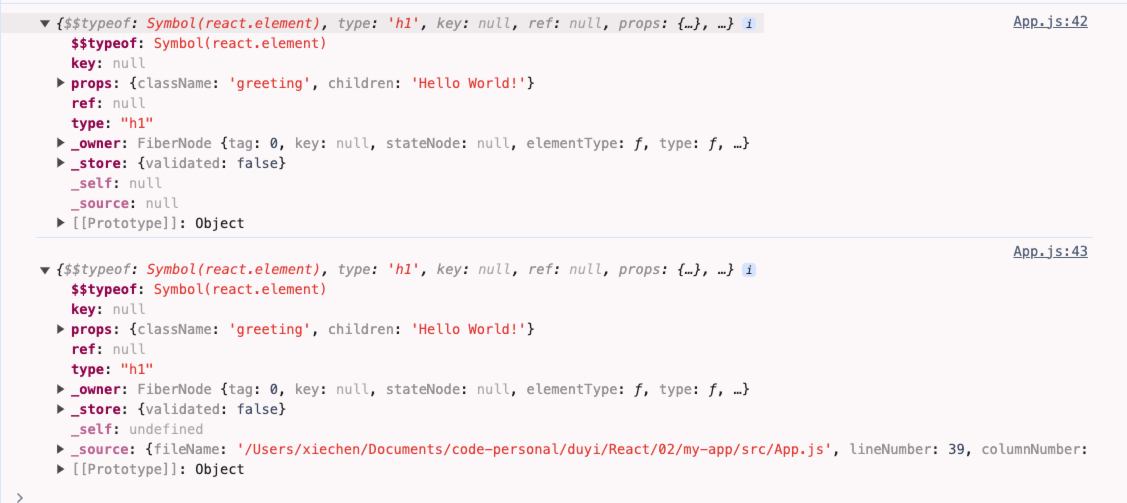 ▼ {$$typeof: Symbol(react.element), type: 'h1', key: null, ref: null, props: {…}, …} i App.js:42
$$typeof: Symbol(react.element)
key: null
▶ props: {className: 'greeting', children: 'Hello World!'}
ref: null
type: "h1"
▶ _owner: FiberNode {tag: 0, key: null, stateNode: null, elementType: ƒ, type: ƒ, …}
▶ _store: {validated: false}
_self: null
_source: null
▶ [[Prototype]]: Object
App.js:43
▼ {$$typeof: Symbol(react.element), type: 'h1', key: null, ref: null, props: {…}, …} i
$$typeof: Symbol(react.element)
key: null
▶ props: {className: 'greeting', children: 'Hello World!'}
ref: null
type: "h1"
▶ _owner: FiberNode {tag: 0, key: null, stateNode: null, elementType: ƒ, type: ƒ, …}
▶ _store: {validated: false}
_self: undefined
▶ _source: {fileName: '/Users/xiechen/Documents/code-personal/duyi/React/02/my-app/src/App.js', lineNumber: 39, columnNumber:
▶ [[Prototype]]: Object
>